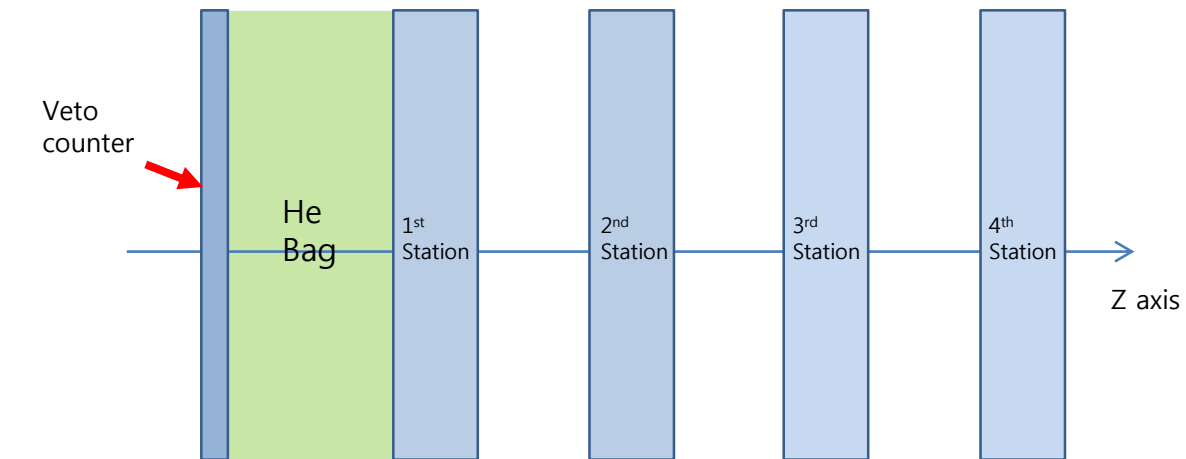 Veto
counter
He
Bag
1st
Station
2nd
Station
3rd
Station
4th
Station
Z axis